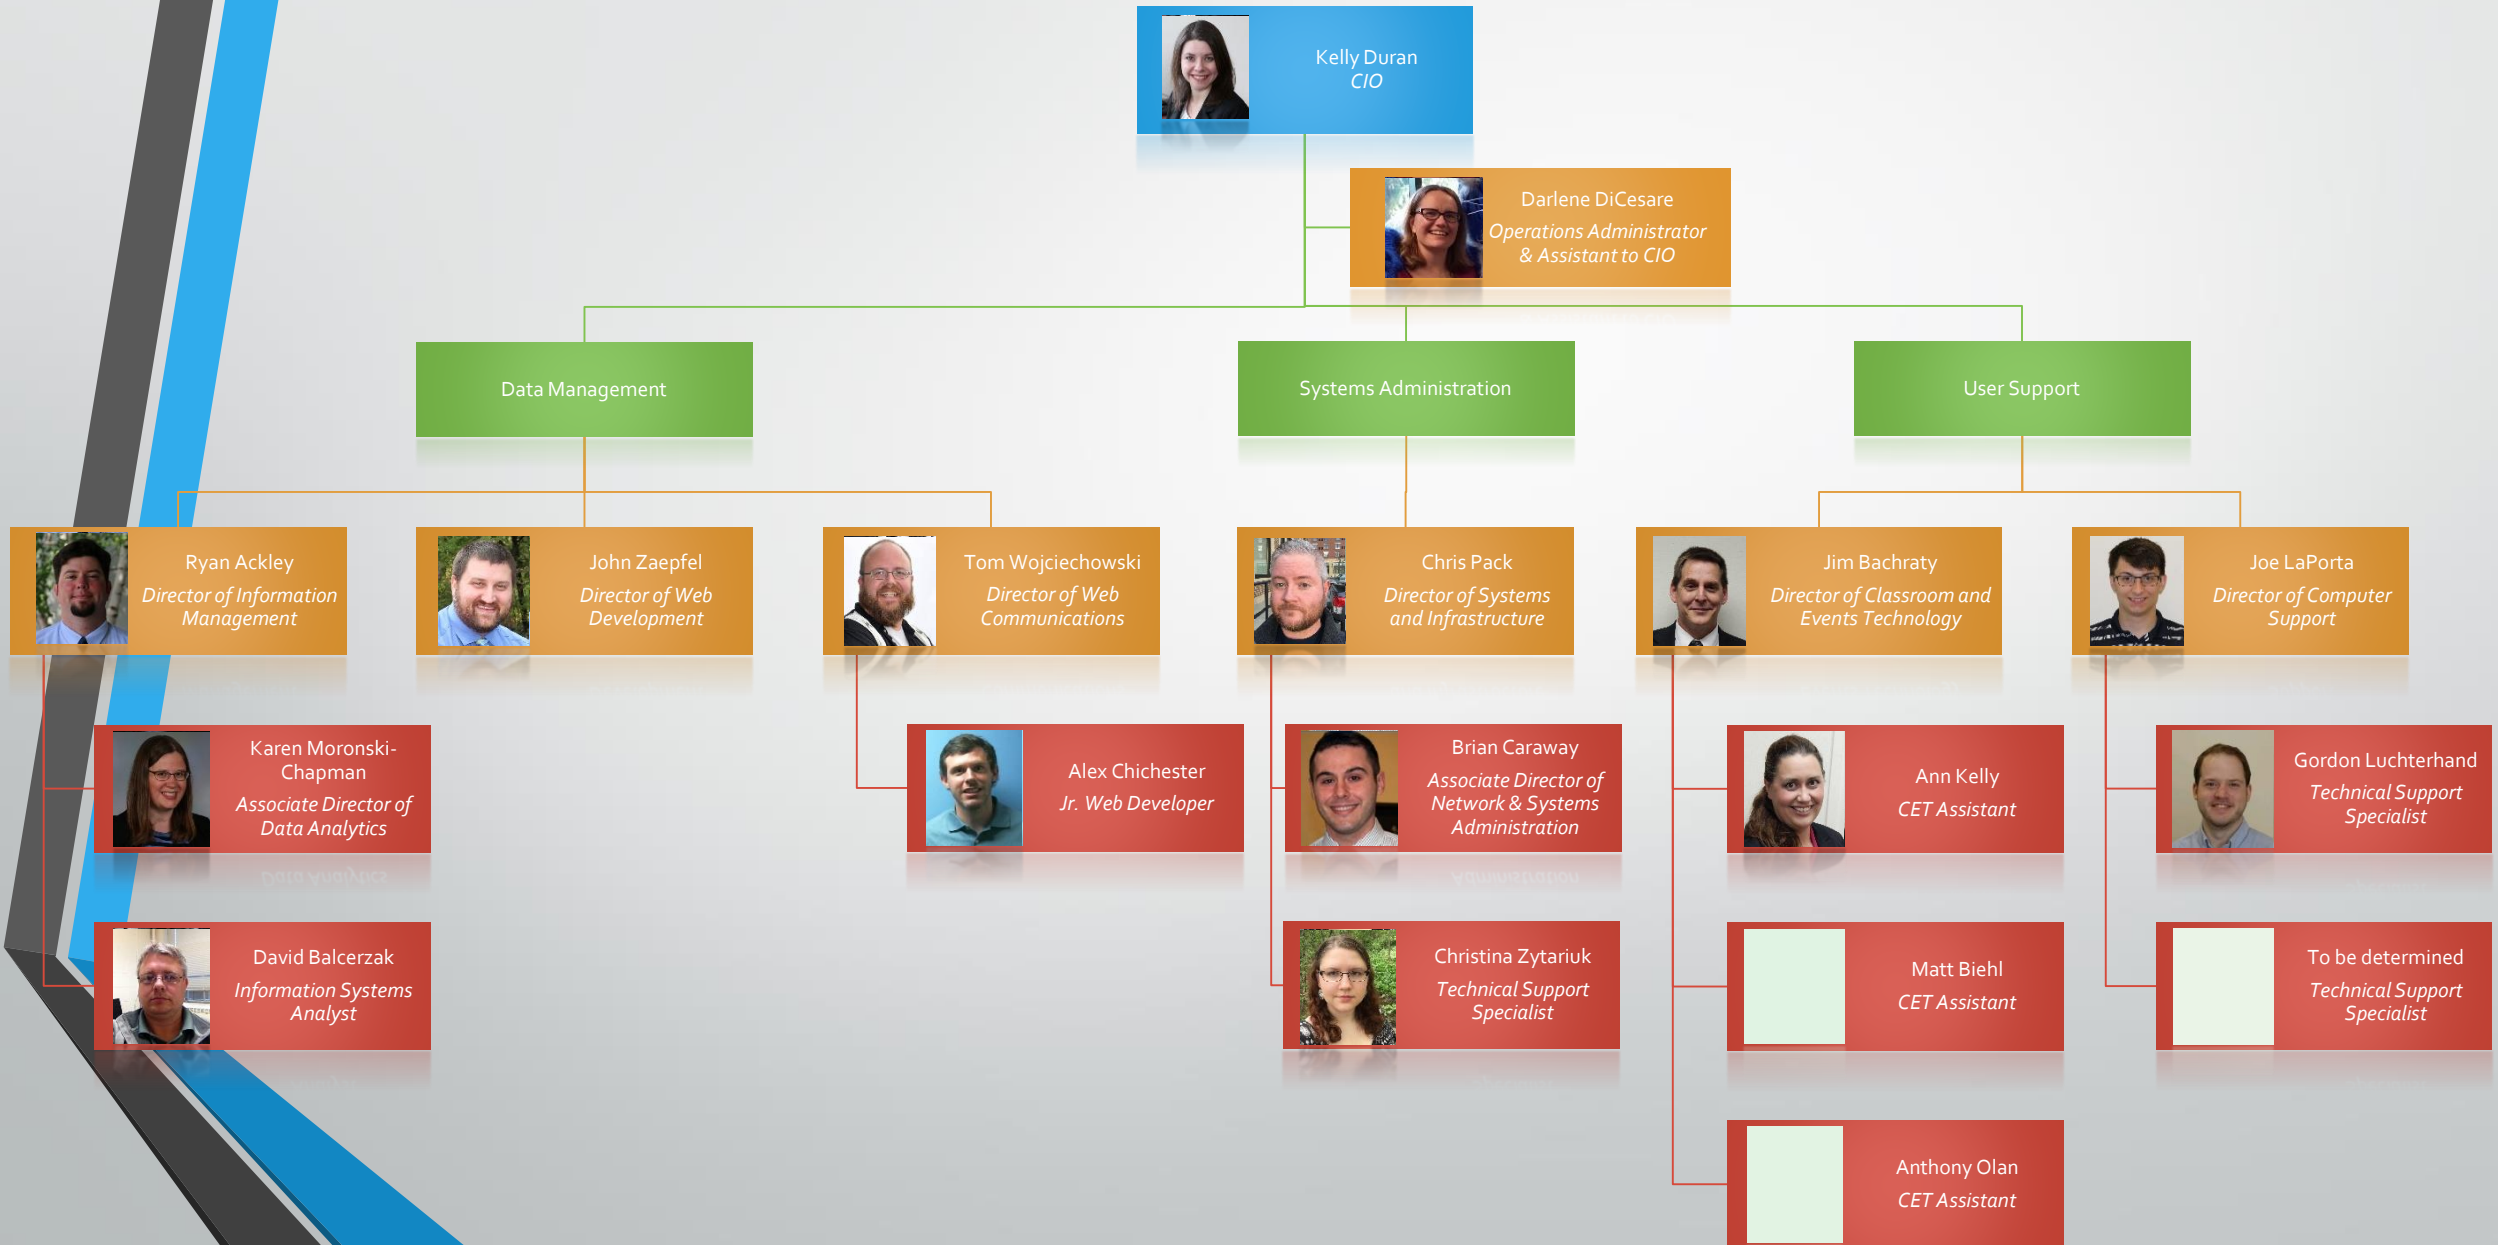 Kelly Duran
CIO
Darlene DiCesare
Operations Administrator
& Assistant to CIO
Data Management
Systems Administration
User Support
Ryan Ackley
Director of Information
Management
John Zaepfel
Director of Web
Development
Tom Wojciechowski
Director of Web
Communications
Chris Pack
Director of Systems
and Infrastructure
Jim Bachraty
Director of Classroom and
Events Technology
Joe LaPorta
Director of Computer
Support
Karen Moronski-
Chapman
Associate Director of
Data Analytics
Alex Chichester
Jr. Web Developer
Brian Caraway
Associate Director of
Network & Systems
Administration
Ann Kelly
CET Assistant
Gordon Luchterhand
Technical Support
Specialist
David Balcerzak
Information Systems
Analyst
Christina Zytariuk
Technical Support
Specialist
Matt Biehl
CET Assistant
To be determined
Technical Support
Specialist
Anthony Olan
CET Assistant